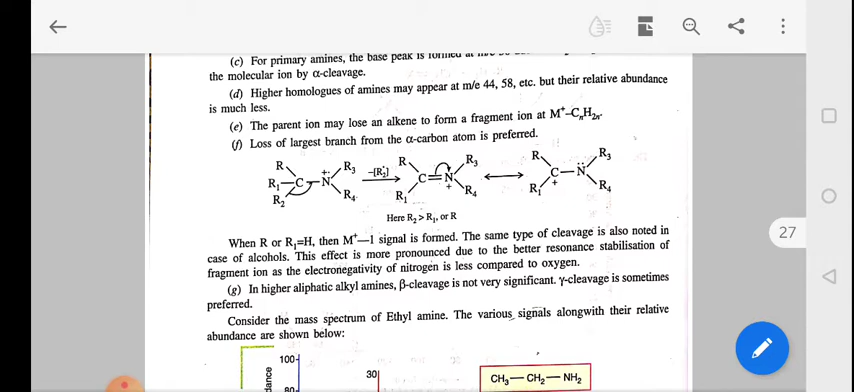 (c) For primary amines, the base peak is formed at m/e 30
the molecular ion by α-cleavage.
(d) Higher homologues of amines may appear at m/e 44, 58, etc. but their relative abundance
is much less.
(e) The parent ion may lose an alkene to form a fragment ion at M⁺–CₙH₂ₙ.
(f) Loss of largest branch from the α-carbon atom is preferred.
R R₁—C—N R₃ R₂ R₄ –[R₂] R C=N R₃ R₁ + R₄ R C—N R₃ R₁ + R₄
Here R₂ > R₁, or R
When R or R₁=H, then M⁺—1 signal is formed. The same type of cleavage is also noted in
case of alcohols. This effect is more pronounced due to the better resonance stabilisation of
fragment ion as the electronegativity of nitrogen is less compared to oxygen.
(g) In higher aliphatic alkyl amines, β-cleavage is not very significant. γ-cleavage is sometimes
preferred.
Consider the mass spectrum of Ethyl amine. The various signals alongwith their relative
abundance are shown below:
100
30
CH₃—CH₂—NH₂
dance
80
27